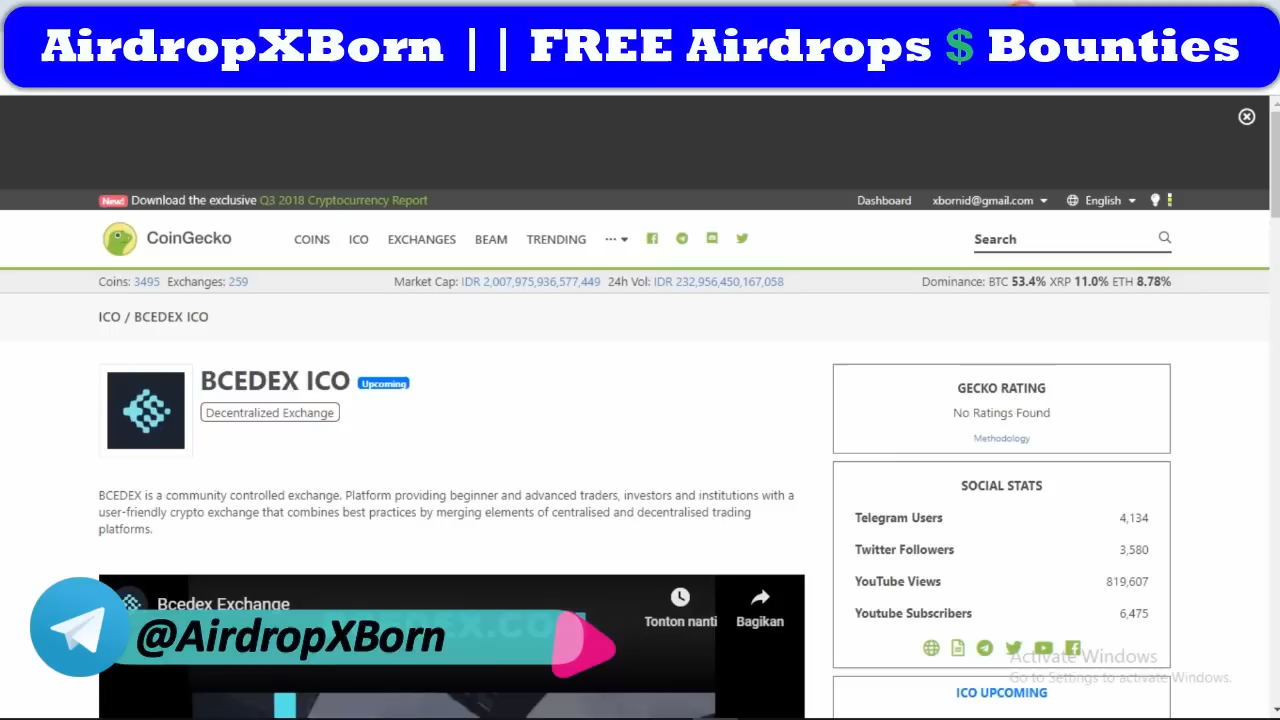 AirdropXBorn || FREE Airdrops $ Bounties
New! Download the exclusive Q3 2018 Cryptocurrency Report
Dashboard xbornid@gmail.com English
CoinGecko
COINS ICO EXCHANGES BEAM TRENDING ...
Search
Coins: 3495 Exchanges: 259
Market Cap: IDR 2,007,975,936,577,449 24h Vol: IDR 232,956,450,167,058
Dominance: BTC 53.4% XRP 11.0% ETH 8.78%
ICO / BCEDEX ICO
BCEDEX ICO Upcoming
Decentralized Exchange
BCEDEX is a community controlled exchange. Platform providing beginner and advanced traders, investors and institutions with a
user-friendly crypto exchange that combines best practices by merging elements of centralised and decentralised trading
platforms.
Bcedex Exchange
Tonton nanti
Bagikan
@AirdropXBorn
GECKO RATING
No Ratings Found
Methodology
SOCIAL STATS
Telegram Users 4,134
Twitter Followers 3,580
YouTube Views 819,607
Youtube Subscribers 6,475
Activate Windows
Go to Settings to activate Windows.
ICO UPCOMING